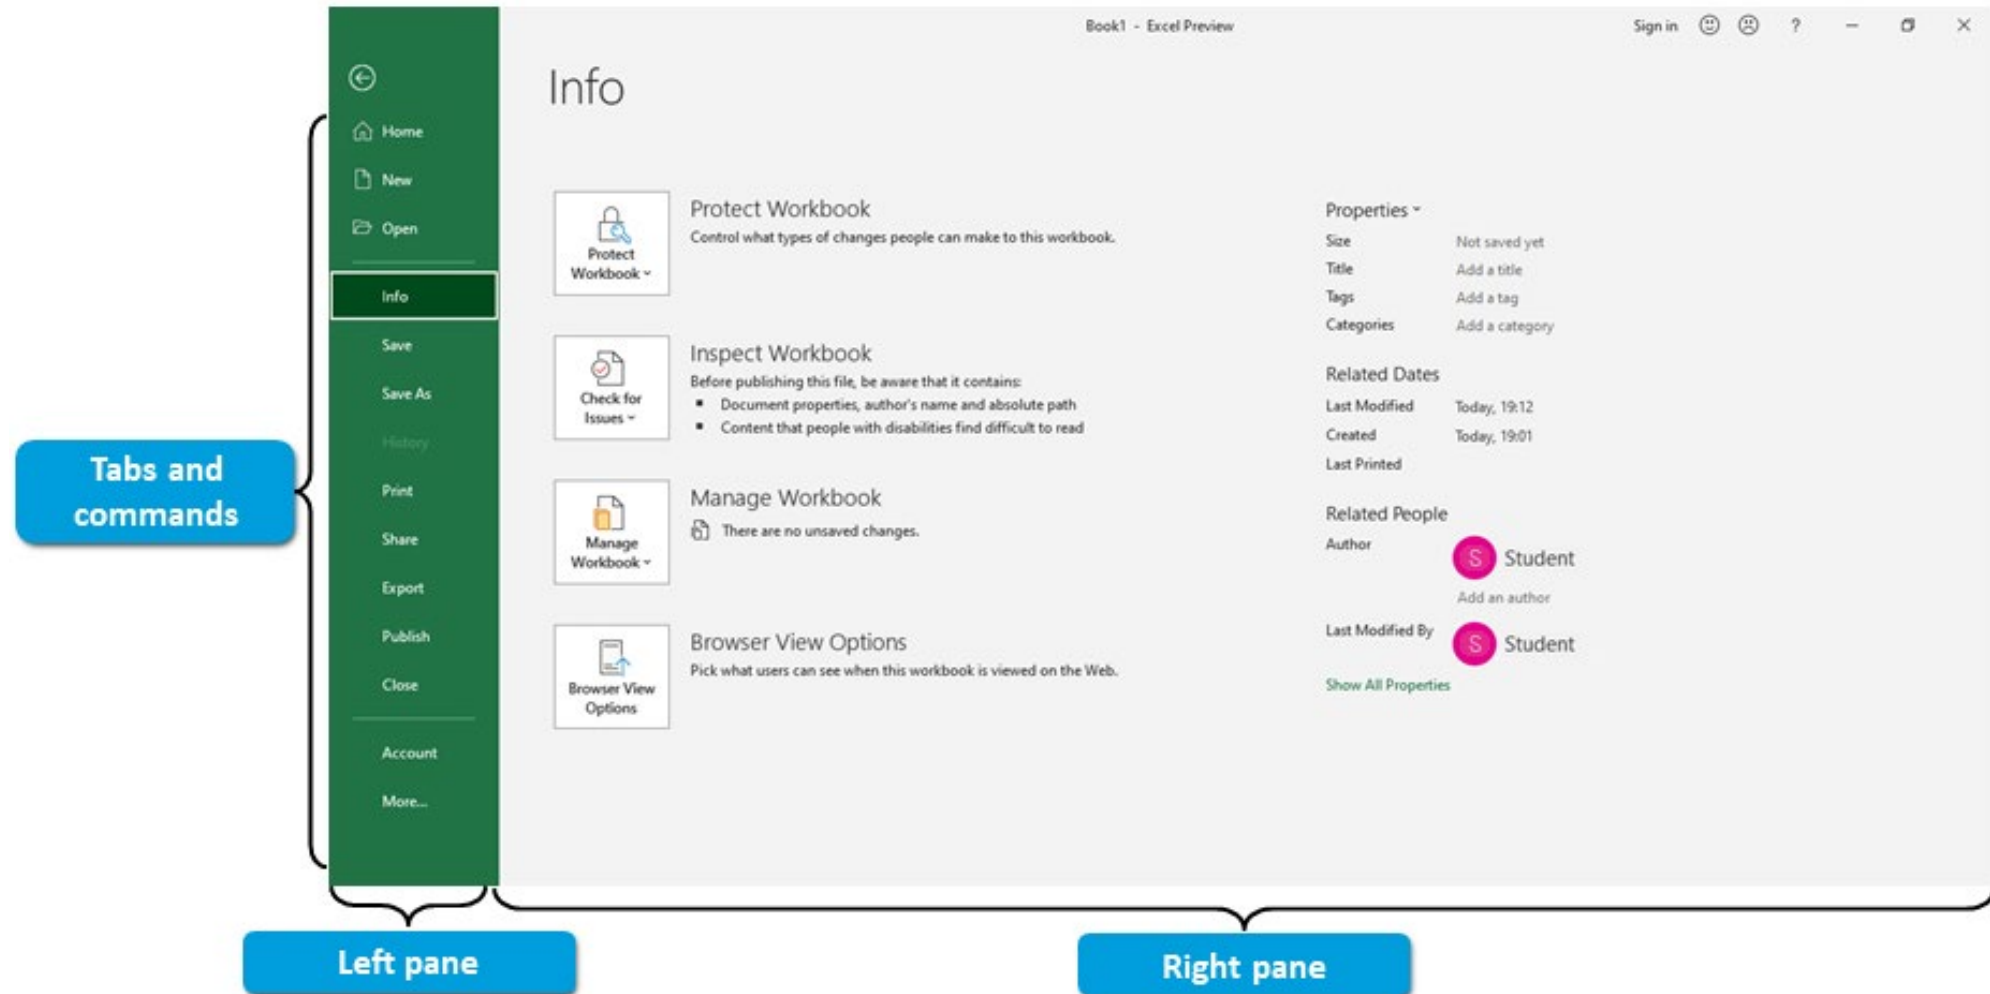 Book1 - Excel Preview
Sign in
?
Info
Home
New
Open
Info
Save
Save As
History
Print
Share
Export
Publish
Close
Account
More...
Protect
Workbook
Protect Workbook
Control what types of changes people can make to this workbook.
Check for
Issues
Inspect Workbook
Before publishing this file, be aware that it contains:
▪ Document properties, author's name and absolute path
▪ Content that people with disabilities find difficult to read
Manage
Workbook
Manage Workbook
There are no unsaved changes.
Browser View
Options
Browser View Options
Pick what users can see when this workbook is viewed on the Web.
Properties
Size Not saved yet
Title Add a title
Tags Add a tag
Categories Add a category
Related Dates
Last Modified Today, 19:12
Created Today, 19:01
Last Printed
Related People
Author S Student
Add an author
Last Modified By S Student
Show All Properties
Tabs and
commands
Left pane
Right pane